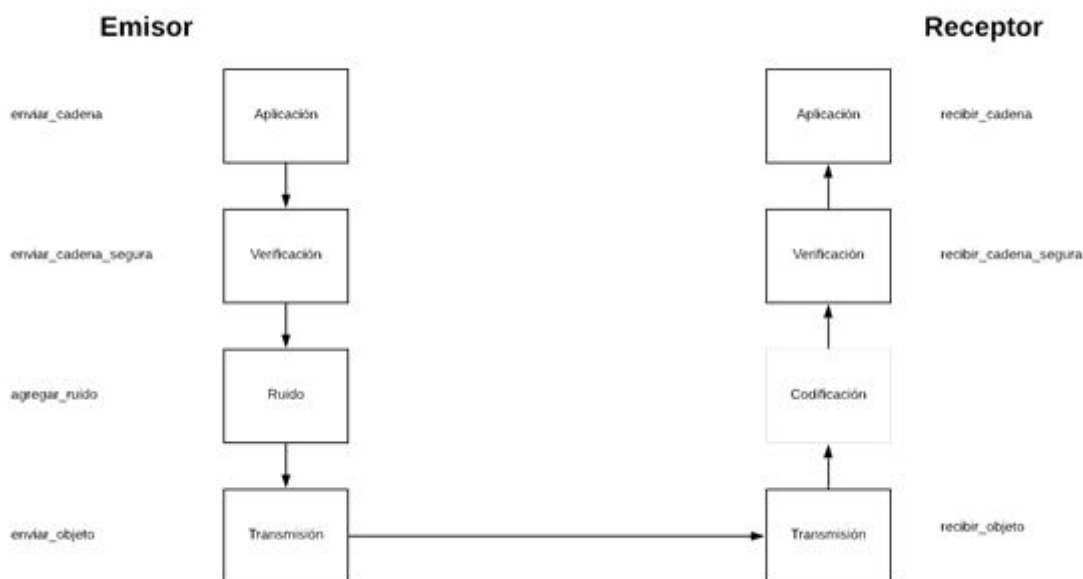 Emisor
Receptor
enviar_cadena
Aplicación
Aplicación
recibir_cadena
enviar_cadena_segura
Verificación
Verificación
recibir_cadena_segura
agregar_ruido
Ruido
Codificación
enviar_objeto
Transmisión
Transmisión
recibir_objeto